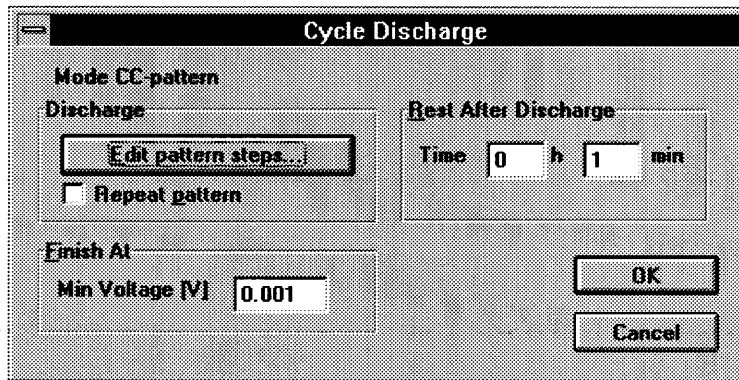 Cycle Discharge
Mode CC-pattern
Discharge
Edit pattern steps...
Repeat pattern
Rest After Discharge
Time 0 h 1 min
Finish At
Min Voltage [V] 0.001
OK
Cancel